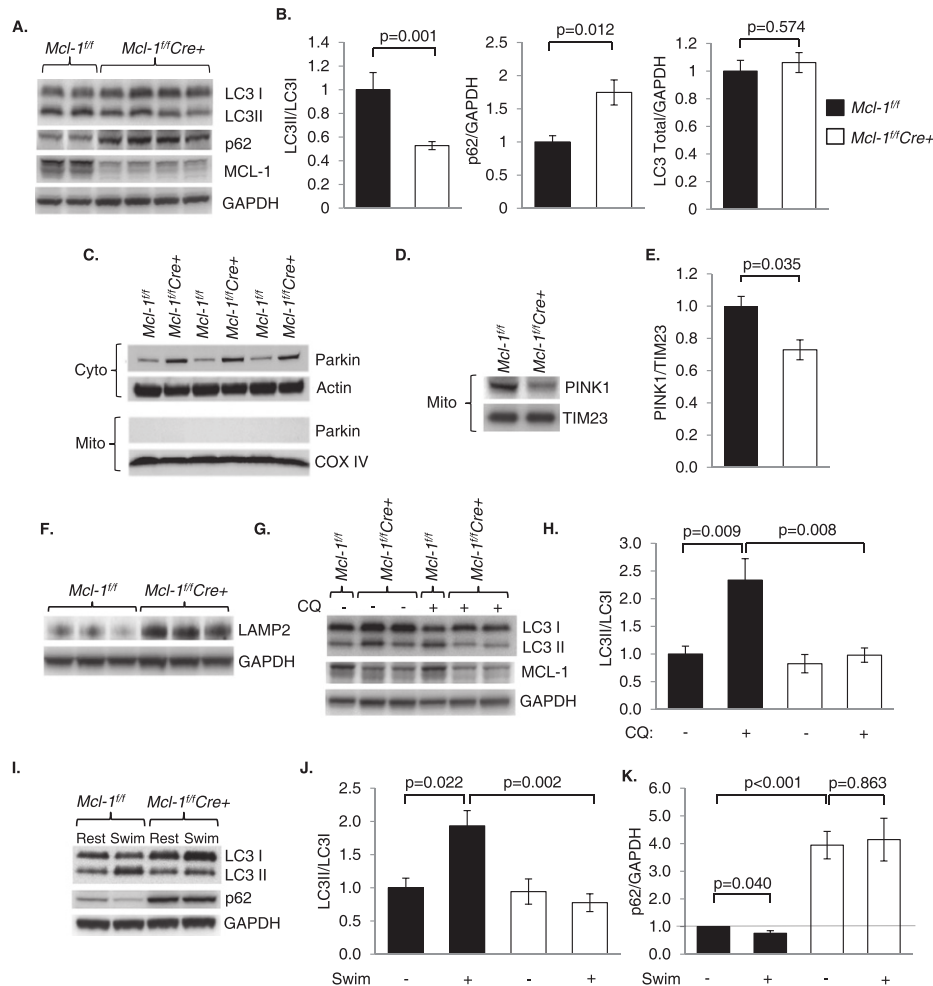 A.
Mcl-1f/f
Mcl-1f/fCre+
LC3 I
LC3II
p62
MCL-1
GAPDH
B.
LC3II/LC3I
1.4
1.2
1
0.8
0.6
0.4
0.2
0
p=0.001
p62/GAPDH
2.5
2
1.5
1
0.5
0
p=0.012
LC3 Total/GAPDH
1.2
1
0.8
0.6
0.4
0.2
0
p=0.574
Mcl-1f/f
Mcl-1f/fCre+
C.
Mcl-1f/f
Mcl-1f/fCre+
Mcl-1f/f
Mcl-1f/fCre+
Mcl-1f/f
Mcl-1f/fCre+
Cyto
Parkin
Actin
Mito
Parkin
COX IV
D.
Mcl-1f/f
Mcl-1f/fCre+
Mito
PINK1
TIM23
E.
PINK1/TIM23
1.2
1.0
0.8
0.6
0.4
0.2
0.0
p=0.035
F.
Mcl-1f/f
Mcl-1f/fCre+
LAMP2
GAPDH
G.
Mcl-1f/f
Mcl-1f/fCre+
Mcl-1f/f
Mcl-1f/fCre+
CQ - - - + + +
LC3 I
LC3 II
MCL-1
GAPDH
H.
LC3II/LC3I
3.0
2.5
2.0
1.5
1.0
0.5
0.0
p=0.009
p=0.008
CQ: - + - +
I.
Mcl-1f/f
Mcl-1f/fCre+
Rest Swim Rest Swim
LC3 I
LC3 II
p62
GAPDH
J.
LC3II/LC3I
2.5
2.0
1.5
1.0
0.5
0.0
p=0.022
p=0.002
Swim - + - +
K.
p62/GAPDH
6.0
5.0
4.0
3.0
2.0
1.0
0.0
p<0.001
p=0.863
p=0.040
Swim - + - +